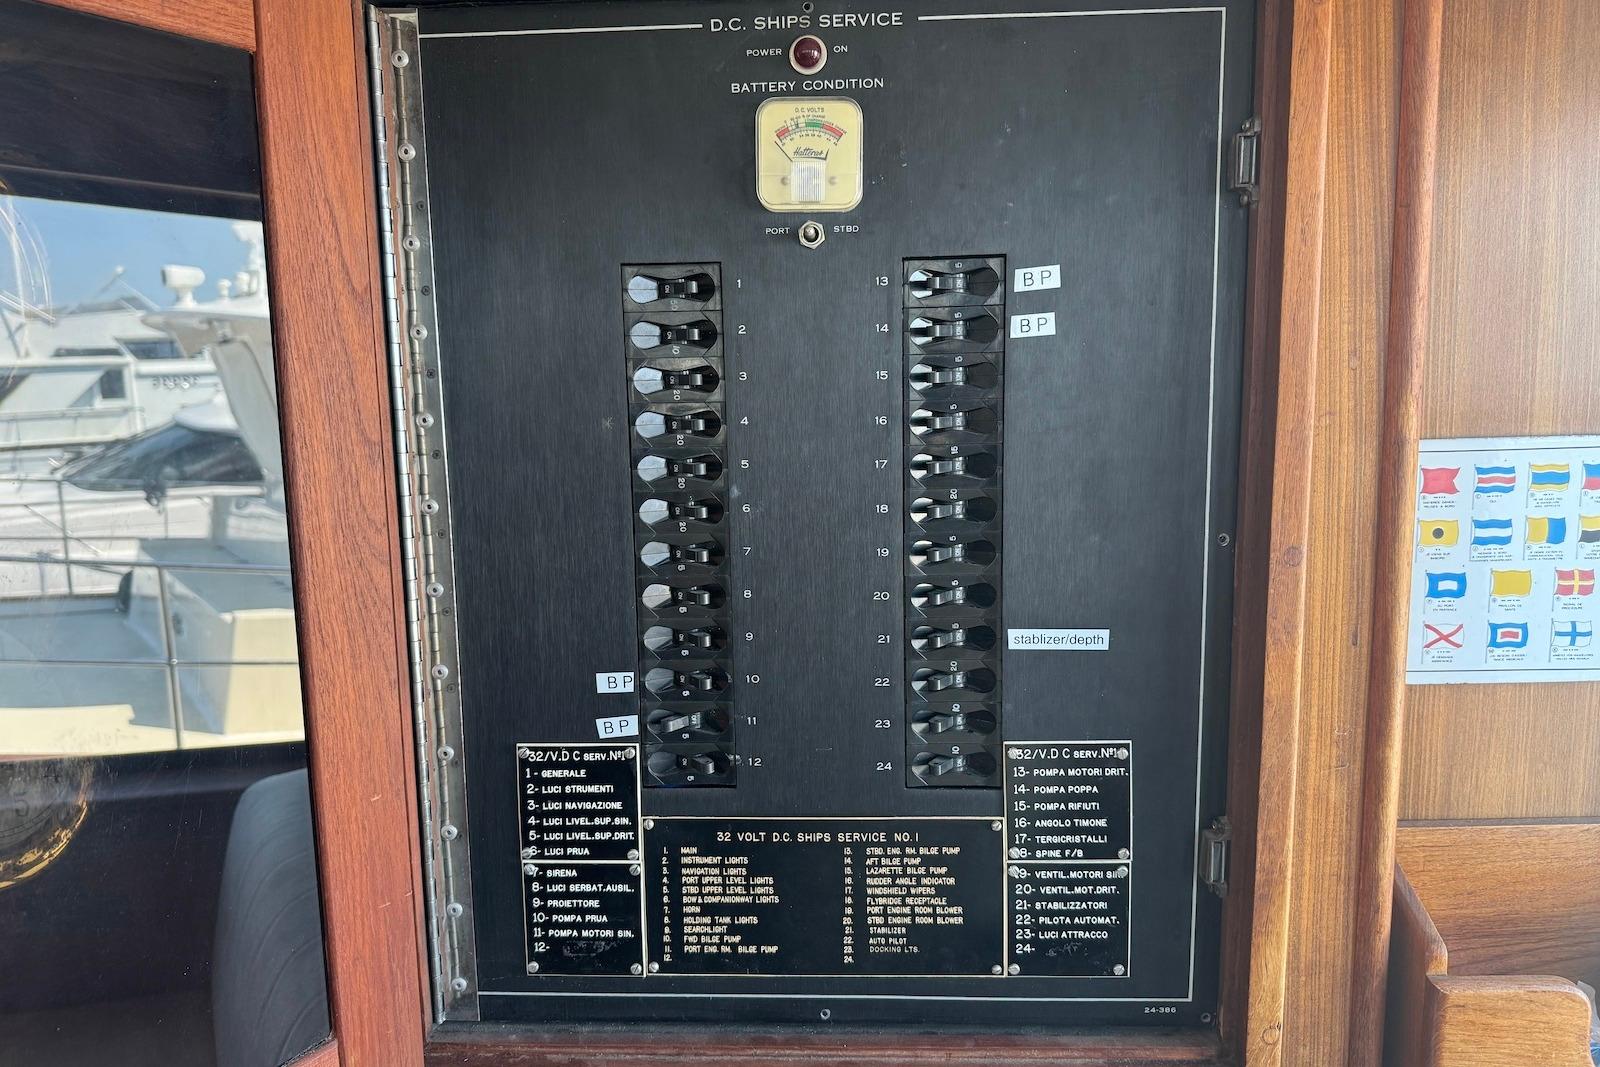 D.C. SHIPS SERVICE
POWER ON
BATTERY CONDITION
D.C. VOLTS
Hatteras
PORT STBD
1
2
3
4
5
6
7
8
9
BP 10
BP 11
12
13 BP
14 BP
15
16
17
18
19
20
21 stablizer/depth
22
23
24
32/V.D C SERV.Nº1
1- GENERALE
2- LUCI STRUMENTI
3- LUCI NAVIGAZIONE
4- LUCI LIVEL.SUP.SIN.
5- LUCI LIVEL.SUP.DRIT.
6- LUCI PRUA
7- SIRENA
8- LUCI SERBAT.AUSIL.
9- PROIETTORE
10- POMPA PRUA
11- POMPA MOTORI SIN.
12-
32 VOLT D.C. SHIPS SERVICE NO. 1
1. MAIN
2. INSTRUMENT LIGHTS
3. NAVIGATION LIGHTS
4. PORT UPPER LEVEL LIGHTS
5. STBD UPPER LEVEL LIGHTS
6. BOW & COMPANIONWAY LIGHTS
7. HORN
8. HOLDING TANK LIGHTS
9. SEARCHLIGHT
10. FWD BILGE PUMP
11. PORT ENG. RM. BILGE PUMP
12.
13. STBD. ENG. RM. BILGE PUMP
14. AFT BILGE PUMP
15. LAZARETTE BILGE PUMP
16. RUDDER ANGLE INDICATOR
17. WINDSHIELD WIPERS
18. FLYBRIDGE RECEPTACLE
19. PORT ENGINE ROOM BLOWER
20. STBD ENGINE ROOM BLOWER
21. STABILIZER
22. AUTO PILOT
23. DOCKING LTS.
24.
32/V.D C SERV.Nº1
13- POMPA MOTORI DRIT.
14- POMPA POPPA
15- POMPA RIFIUTI
16- ANGOLO TIMONE
17- TERGICRISTALLI
18- SPINE F/B
19- VENTIL.MOTORI SIN
20- VENTIL.MOT.DRIT.
21- STABILIZZATORI
22- PILOTA AUTOMAT.
23- LUCI ATTRACCO
24-
24-386